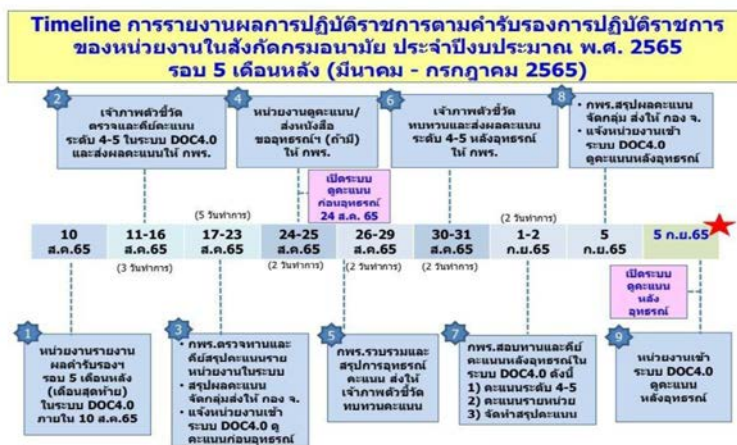 Timeline การรายงานผลการปฏิบัติราชการตามคำรับรองการปฏิบัติราชการ
ของหน่วยงานในสังกัดกรมอนามัย ประจำปีงบประมาณ พ.ศ. 2565
รอบ 5 เดือนหลัง (มีนาคม - กรกฎาคม 2565)
2
เจ้าภาพตัวชี้วัด
ตรวจและคีย์คะแนน
ระดับ 4-5 ในระบบ DOC4.0
และส่งผลคะแนนให้ กพร.
4
หน่วยงานดูคะแนน/
ส่งหนังสือ
ขออุทธรณ์ฯ (ถ้ามี)
ให้ กพร.
6
เจ้าภาพตัวชี้วัด
ทบทวนและส่งผลคะแนน
ระดับ 4-5 หลังอุทธรณ์
ให้ กพร.
8
• กพร.สรุปผลคะแนน
จัดกลุ่ม ส่งให้ กอง จ.
• แจ้งหน่วยงานเข้า
ระบบ DOC4.0
ดูคะแนนหลังอุทธรณ์
เปิดระบบ
ดูคะแนน
ก่อนอุทธรณ์
24 ส.ค. 65
(5 วันทำการ)
(2 วันทำการ)
10
ส.ค.65
11-16
ส.ค.65
17-23
ส.ค.65
24-25
ส.ค.65
26-29
ส.ค.65
30-31
ส.ค.65
1-2
ก.ย.65
5
ก.ย.65
5 ก.ย.65
(3 วันทำการ)
(2 วันทำการ)
(2 วันทำการ)
(2 วันทำการ)
เปิดระบบ
ดูคะแนน
หลัง
อุทธรณ์
1
หน่วยงานรายงาน
ผลคำรับรองฯ
รอบ 5 เดือนหลัง
(เดือนสุดท้าย)
ในระบบ DOC4.0
ภายใน 10 ส.ค.65
3
• กพร.ตรวจทานและ
คีย์สรุปคะแนนราย
หน่วยงานในระบบ
• สรุปผลคะแนน
จัดกลุ่มส่งให้ กอง จ.
• แจ้งหน่วยงานเข้า
ระบบ DOC4.0 ดู
คะแนนก่อนอุทธรณ์
5
กพร.รวบรวมและ
สรุปการอุทธรณ์
คะแนน ส่งให้
เจ้าภาพตัวชี้วัด
ทบทวนคะแนน
7
กพร.สอบทานและคีย์
คะแนนหลังอุทธรณ์ใน
ระบบ DOC4.0 ดังนี้
1) คะแนนระดับ 4-5
2) คะแนนรายหน่วย
3) จัดทำสรุปคะแนน
9
หน่วยงานเข้า
ระบบ DOC4.0
ดูคะแนน
หลังอุทธรณ์